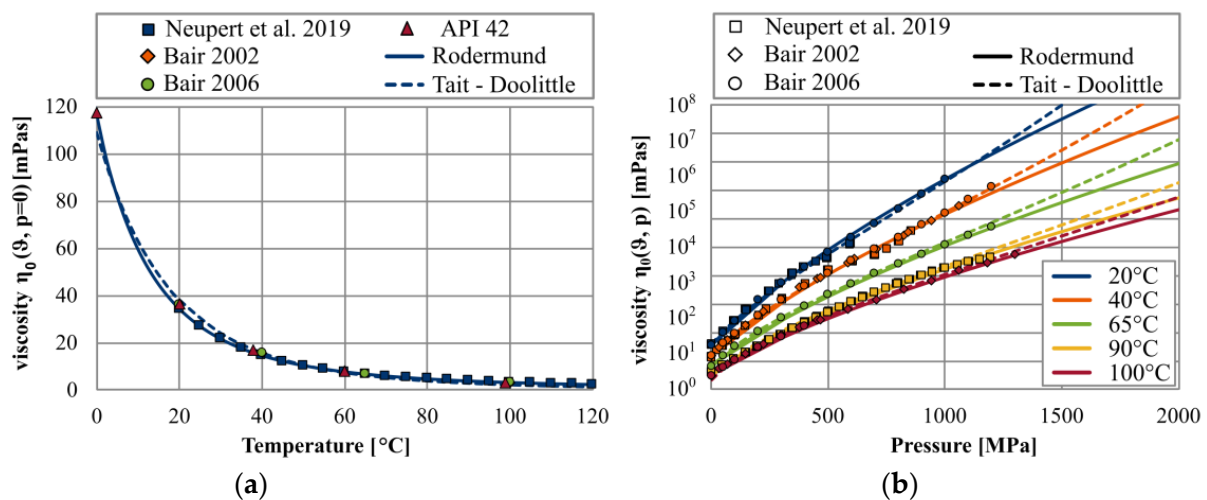 Neupert et al. 2019
API 42
Bair 2002
Rodermund
Bair 2006
Tait - Doolittle
viscosity η₀(ϑ, p=0) [mPas]
120
100
80
60
40
20
0
0 20 40 60 80 100 120
Temperature [°C]
(a)
Neupert et al. 2019
Bair 2002
Rodermund
Bair 2006
Tait - Doolittle
viscosity η₀(ϑ, p) [mPas]
10⁸
10⁷
10⁶
10⁵
10⁴
10³
10²
10¹
10⁰
20°C
40°C
65°C
90°C
100°C
0 500 1000 1500 2000
Pressure [MPa]
(b)